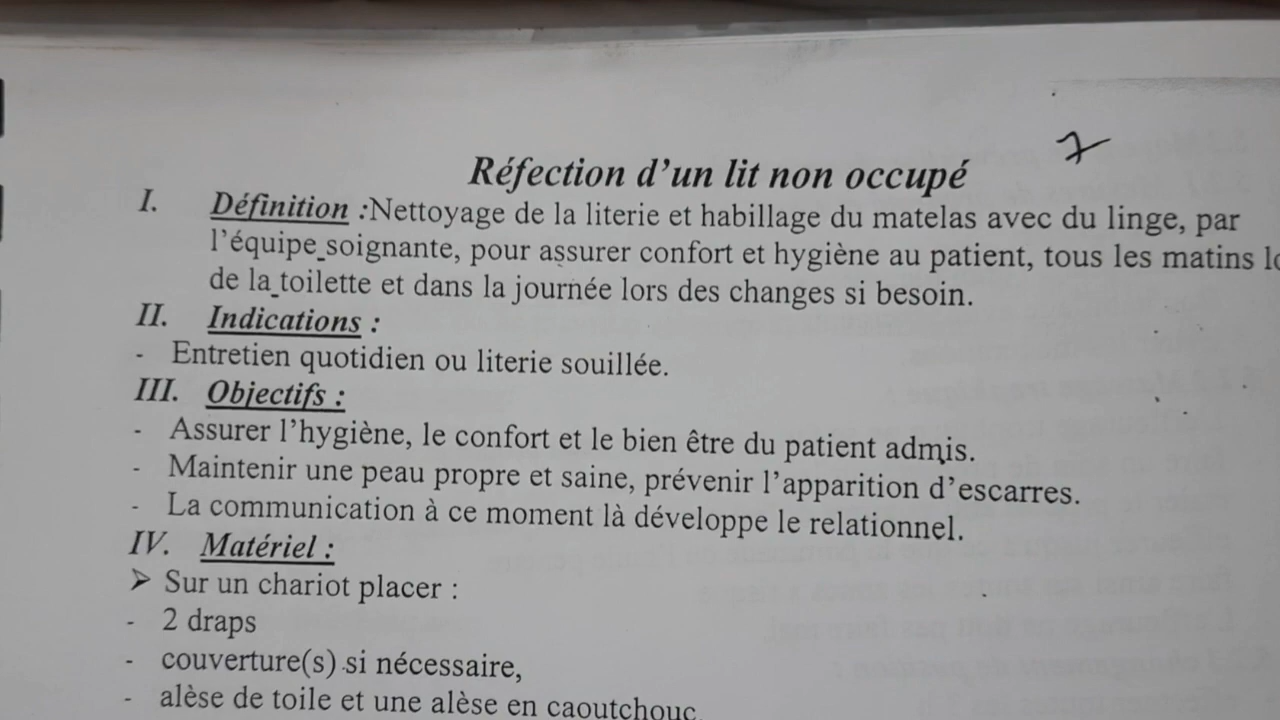 7
Réfection d'un lit non occupé
I. Définition :Nettoyage de la literie et habillage du matelas avec du linge, par
l'équipe soignante, pour assurer confort et hygiène au patient, tous les matins lo
de la toilette et dans la journée lors des changes si besoin.
II. Indications :
- Entretien quotidien ou literie souillée.
III. Objectifs :
- Assurer l'hygiène, le confort et le bien être du patient admis.
- Maintenir une peau propre et saine, prévenir l'apparition d'escarres.
- La communication à ce moment là développe le relationnel.
IV. Matériel :
➤ Sur un chariot placer :
- 2 draps
- couverture(s) si nécessaire,
- alèse de toile et une alèse en caoutchouc.